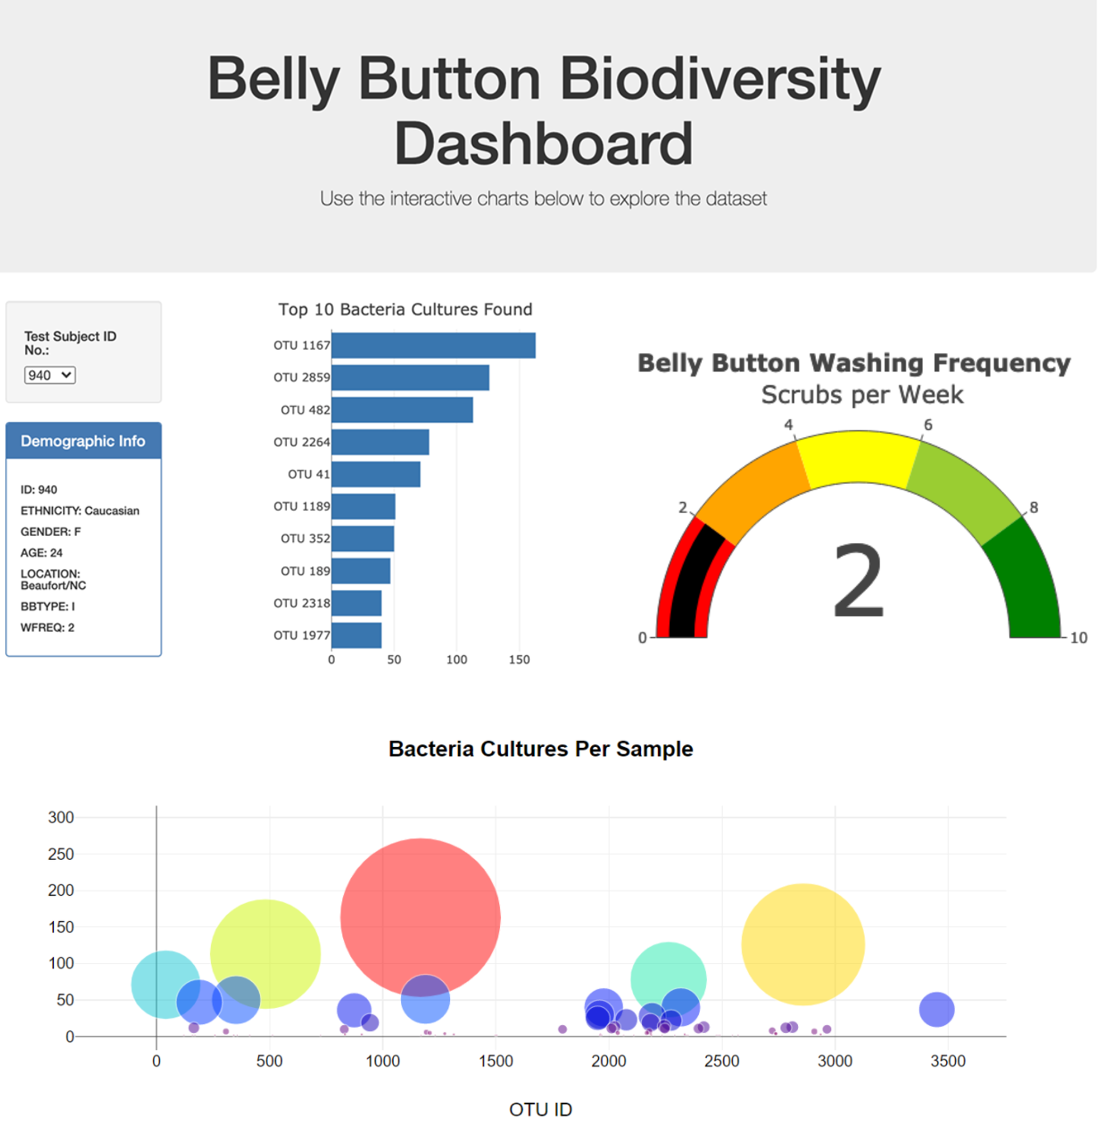 Belly Button Biodiversity
Dashboard
Use the interactive charts below to explore the dataset
Test Subject ID
No.:
940
Demographic Info
ID: 940
ETHNICITY: Caucasian
GENDER: F
AGE: 24
LOCATION:
Beaufort/NC
BBTYPE: I
WFREQ: 2
Top 10 Bacteria Cultures Found
OTU 1167
OTU 2859
OTU 482
OTU 2264
OTU 41
OTU 1189
OTU 352
OTU 189
OTU 2318
OTU 1977
0 50 100 150
Belly Button Washing Frequency
Scrubs per Week
4 6
2 8
2
0 10
Bacteria Cultures Per Sample
300
250
200
150
100
50
0
0 500 1000 1500 2000 2500 3000 3500
OTU ID